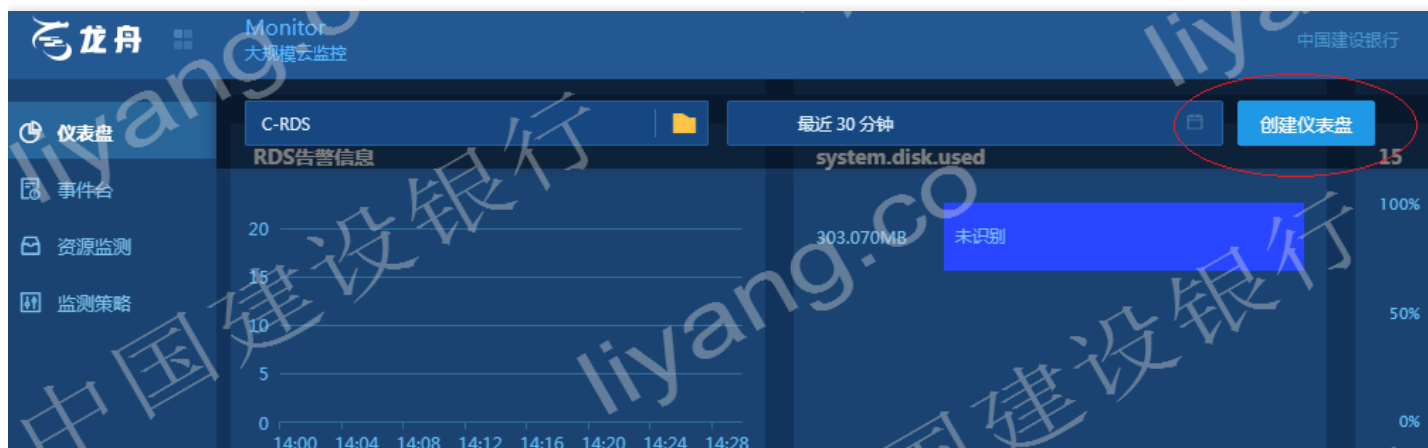 龙舟
Monitor
大规模云监控
中国建设银行
仪表盘
事件台
资源监测
监测策略
C-RDS
最近 30 分钟
创建仪表盘
RDS告警信息
system.disk.used
15
20
15
10
5
0
14:00 14:04 14:08 14:12 14:16 14:20 14:24 14:28
303.070MB
未识别
100%
50%
0%
liyang.co
liyang
liy
中国建设银行
国建设银行